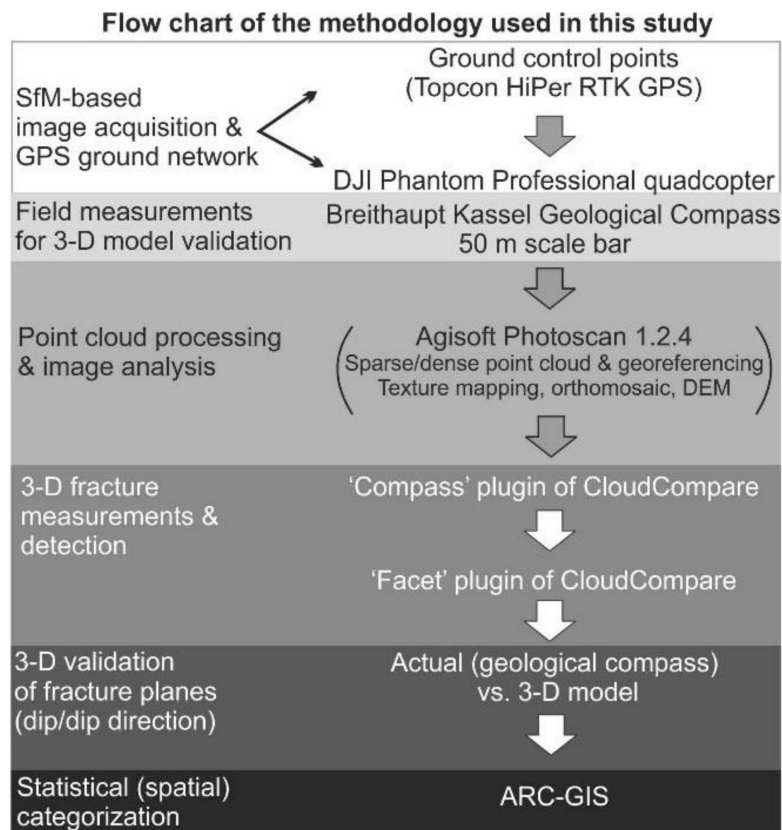 Flow chart of the methodology used in this study
SfM-based
image acquisition &
GPS ground network
Ground control points
(Topcon HiPer RTK GPS)
DJI Phantom Professional quadcopter
Field measurements
for 3-D model validation
Breithaupt Kassel Geological Compass
50 m scale bar
Point cloud processing
& image analysis
Agisoft Photoscan 1.2.4
Sparse/dense point cloud & georeferencing
Texture mapping, orthomosaic, DEM
3-D fracture
measurements &
detection
‘Compass’ plugin of CloudCompare
‘Facet’ plugin of CloudCompare
3-D validation
of fracture planes
(dip/dip direction)
Actual (geological compass)
vs. 3-D model
Statistical (spatial)
categorization
ARC-GIS